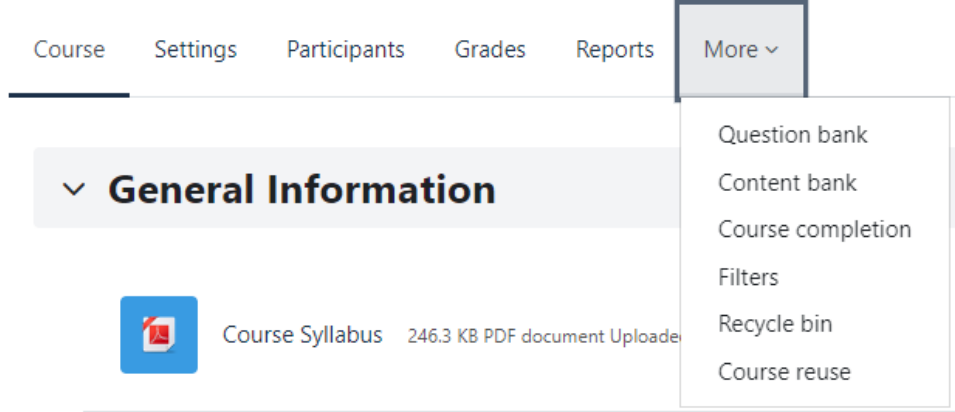 Course Settings Participants Grades Reports More
Question bank
Content bank
Course completion
Filters
Recycle bin
Course reuse
General Information
Course Syllabus 246.3 KB PDF document